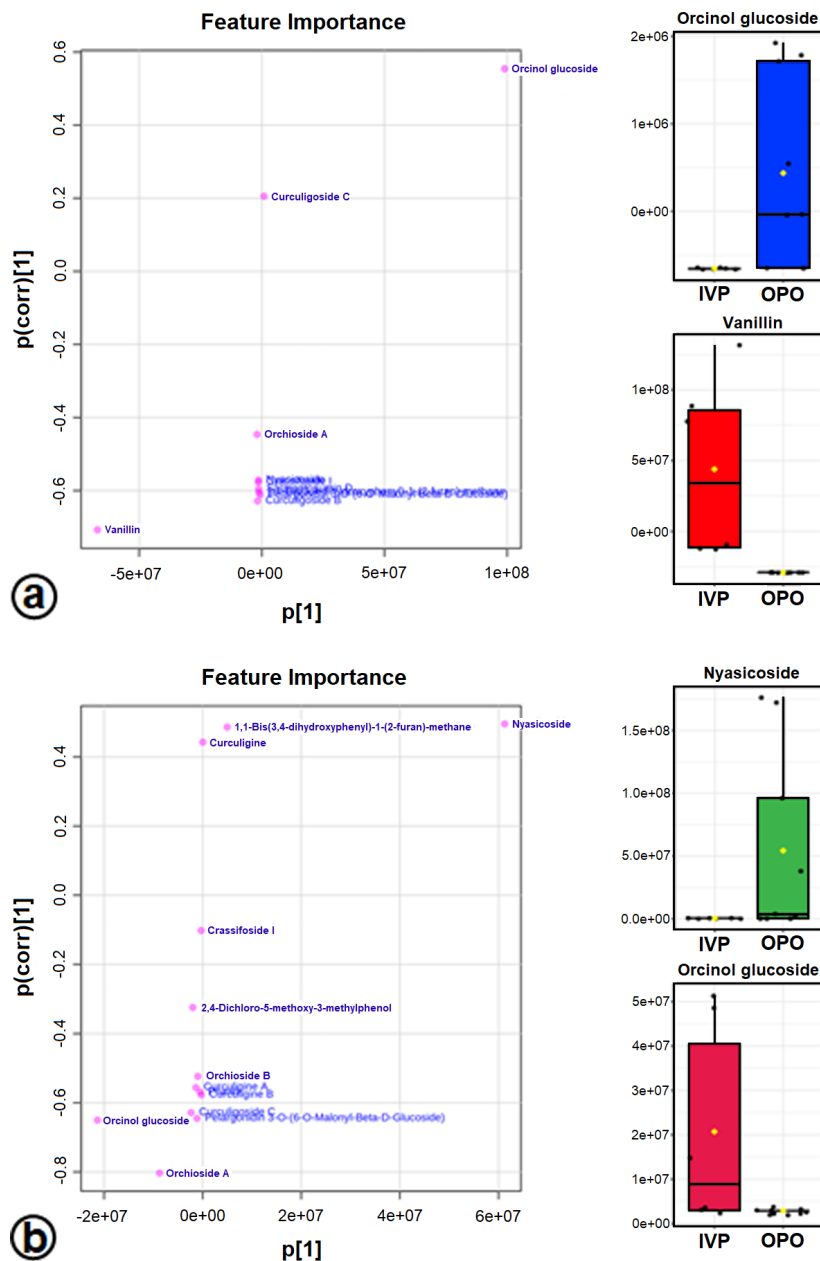 Feature Importance
0.6
0.4
0.2
0.0
-0.2
-0.4
-0.6
p(corr)[1]
Orcinol glucoside
Curculigoside C
Orchioside A
Curculigoside B
Vanillin
-5e+07
0e+00
5e+07
1e+08
p[1]
a
Orcinol glucoside
2e+06
1e+06
0e+00
IVP
OPO
Vanillin
1e+08
5e+07
0e+00
IVP
OPO
Feature Importance
0.4
0.2
0.0
-0.2
-0.4
-0.6
-0.8
p(corr)[1]
1,1-Bis(3,4-dihydroxyphenyl)-1-(2-furan)-methane
Nyasicoside
Curculigine
Crassifoside I
2,4-Dichloro-5-methoxy-3-methylphenol
Orchioside B
Curculigine A
Curculigine B
Curculigoside C
Pelargonidin 3-O-(6-O-Malonyl-Beta-D-Glucoside)
Orcinol glucoside
Orchioside A
-2e+07
0e+00
2e+07
4e+07
6e+07
p[1]
b
Nyasicoside
1.5e+08
1.0e+08
5.0e+07
0.0e+00
IVP
OPO
Orcinol glucoside
5e+07
4e+07
3e+07
2e+07
1e+07
0e+00
IVP
OPO